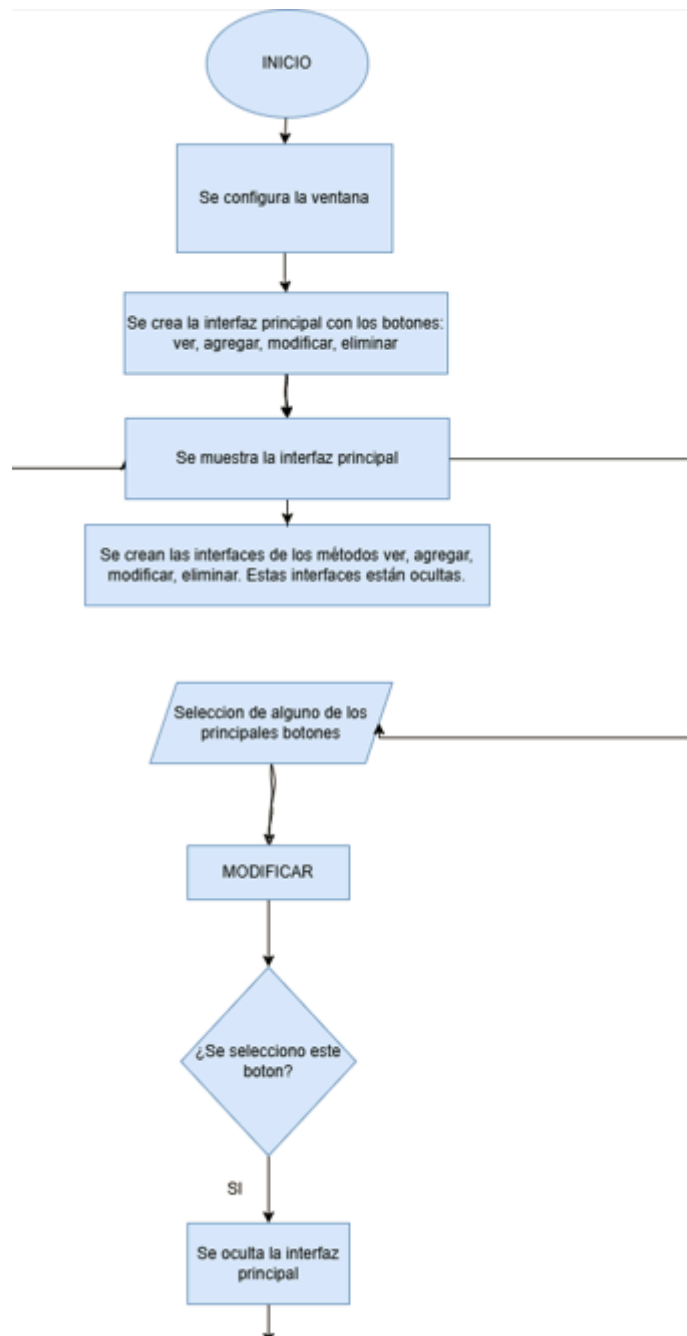 INICIO
Se configura la ventana
Se crea la interfaz principal con los botones:
ver, agregar, modificar, eliminar
Se muestra la interfaz principal
Se crean las interfaces de los métodos ver, agregar,
modificar, eliminar. Estas interfaces están ocultas.
Seleccion de alguno de los
principales botones
MODIFICAR
¿Se selecciono este
boton?
SI
Se oculta la interfaz
principal